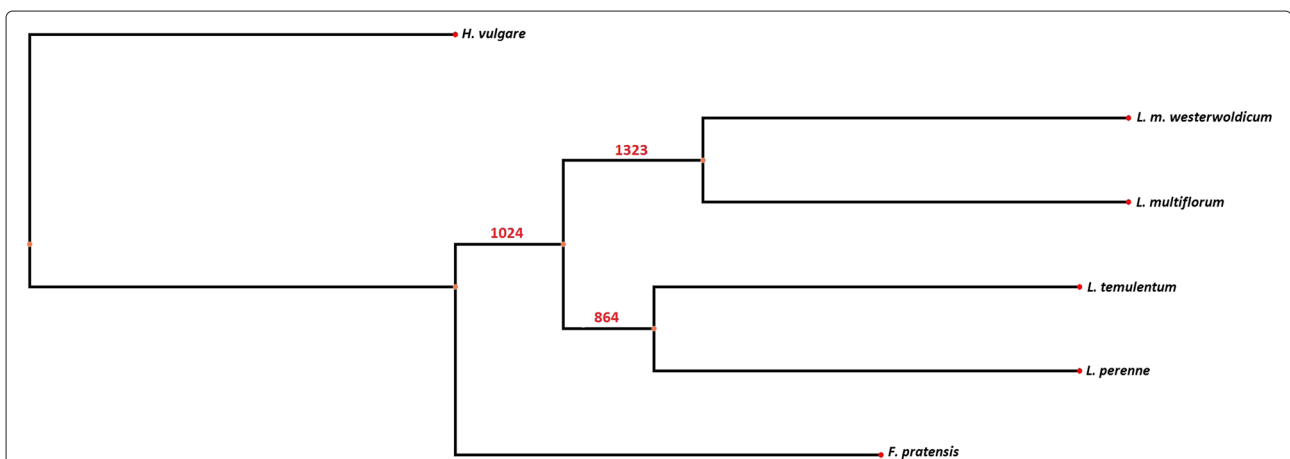 H. vulgare
L. m. westerwoldicum
1323
L. multiflorum
1024
L. temulentum
864
L. perenne
F. pratensis